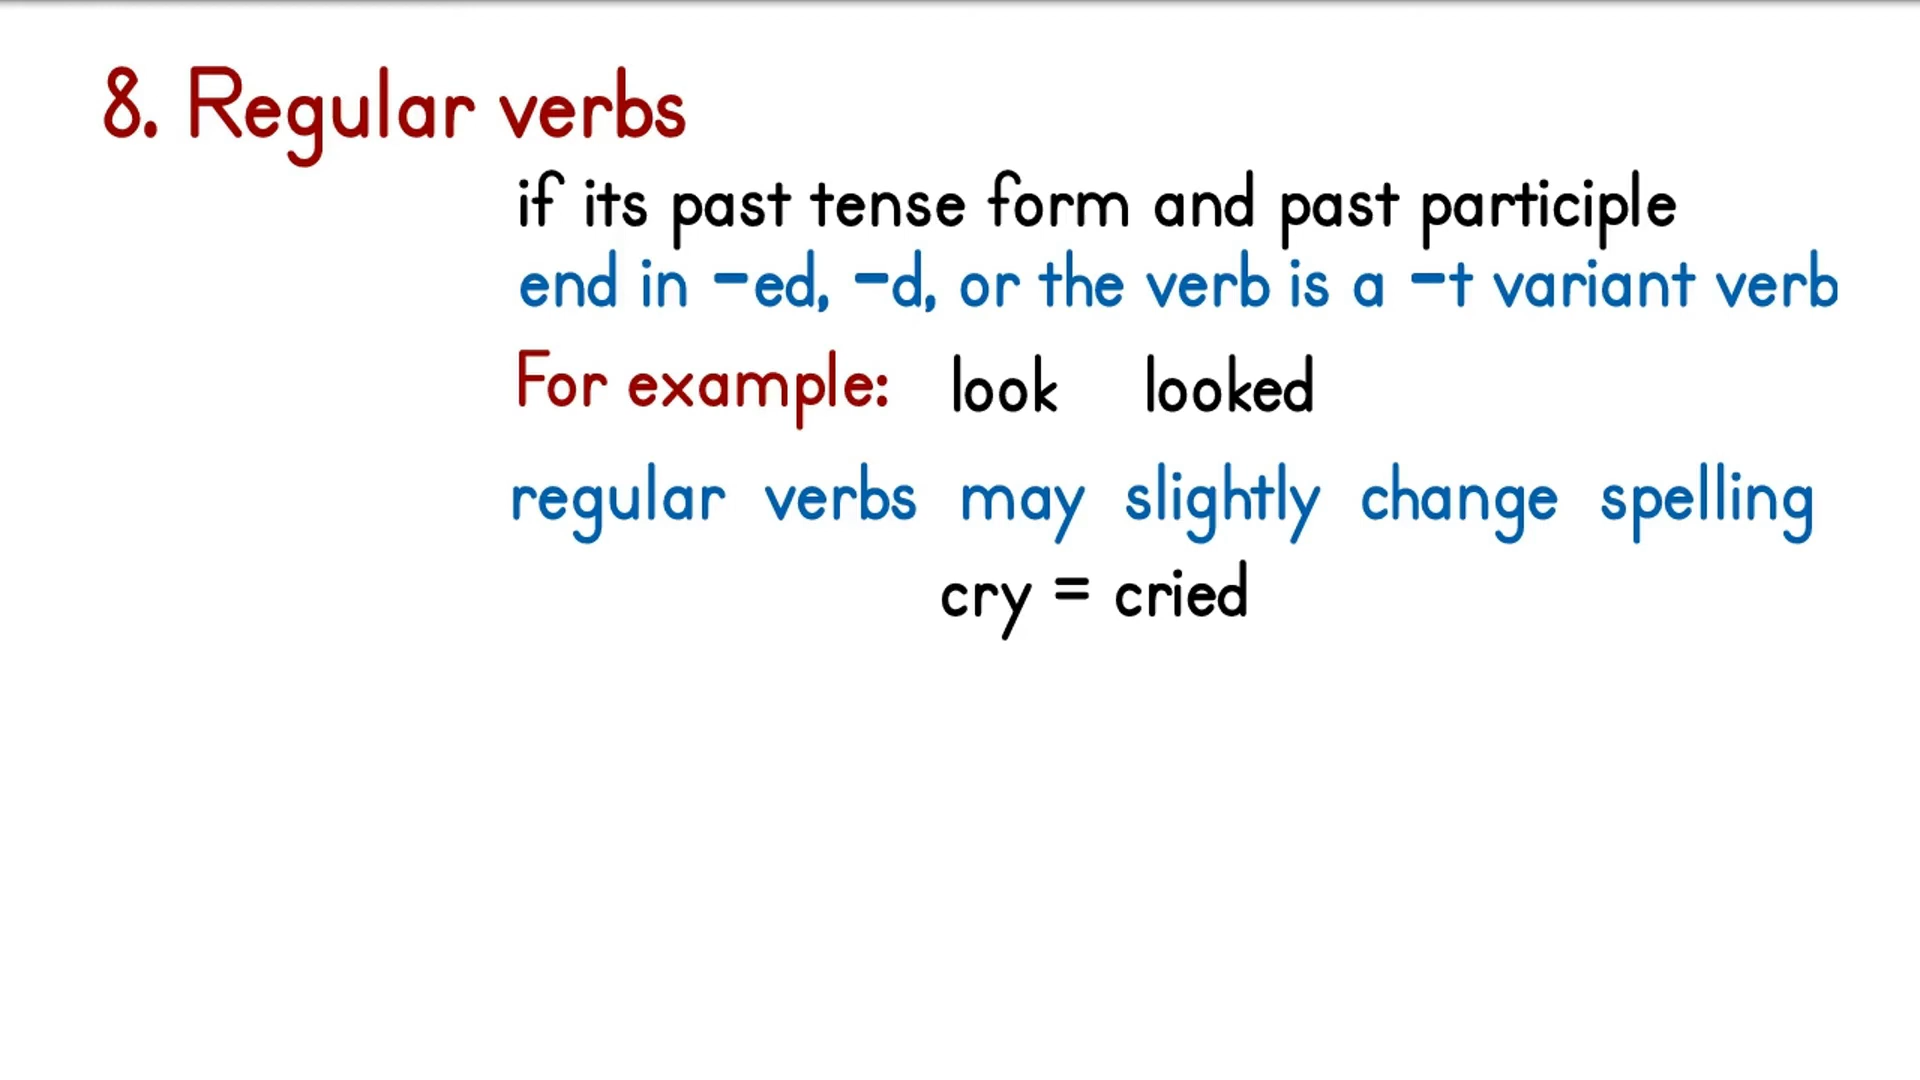 8. Regular verbs
if its past tense form and past participle
end in -ed, -d, or the verb is a -t variant verb
For example: look looked
regular verbs may slightly change spelling
cry = cried